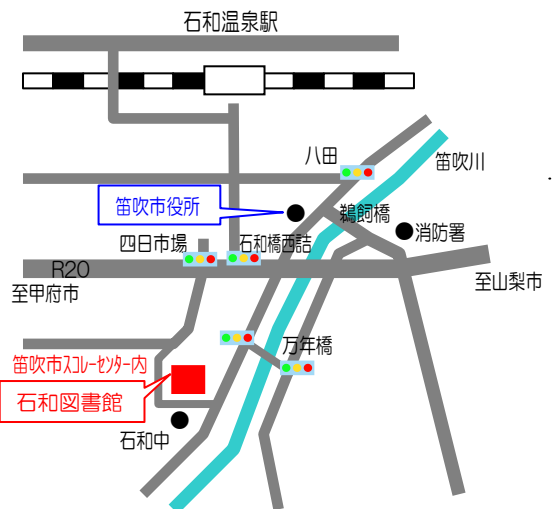 石和温泉駅
八田
笛吹川
笛吹市役所
鵜飼橋
消防署
四日市場
石和橋西詰
R20
至甲府市
至山梨市
万年橋
笛吹市スコレーセンター内
石和図書館
石和中